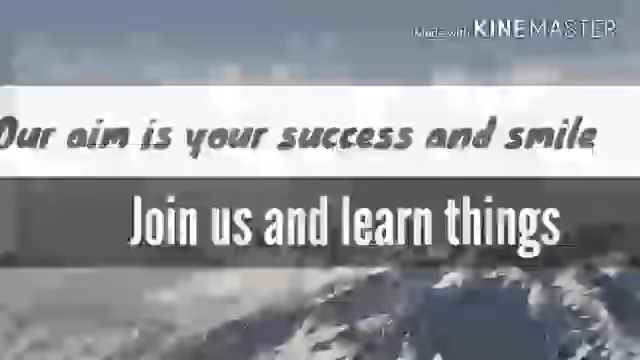 Made with KINEMASTER
Our aim is your success and smile
Join us and learn things